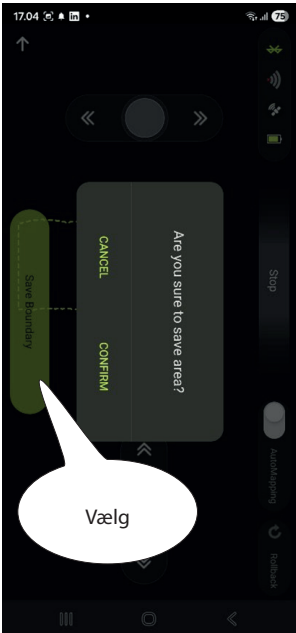 17.04
75
Stop
AutoMapping
Rollback
Are you sure to save area?
CANCEL
CONFIRM
Save Boundary
Vælg